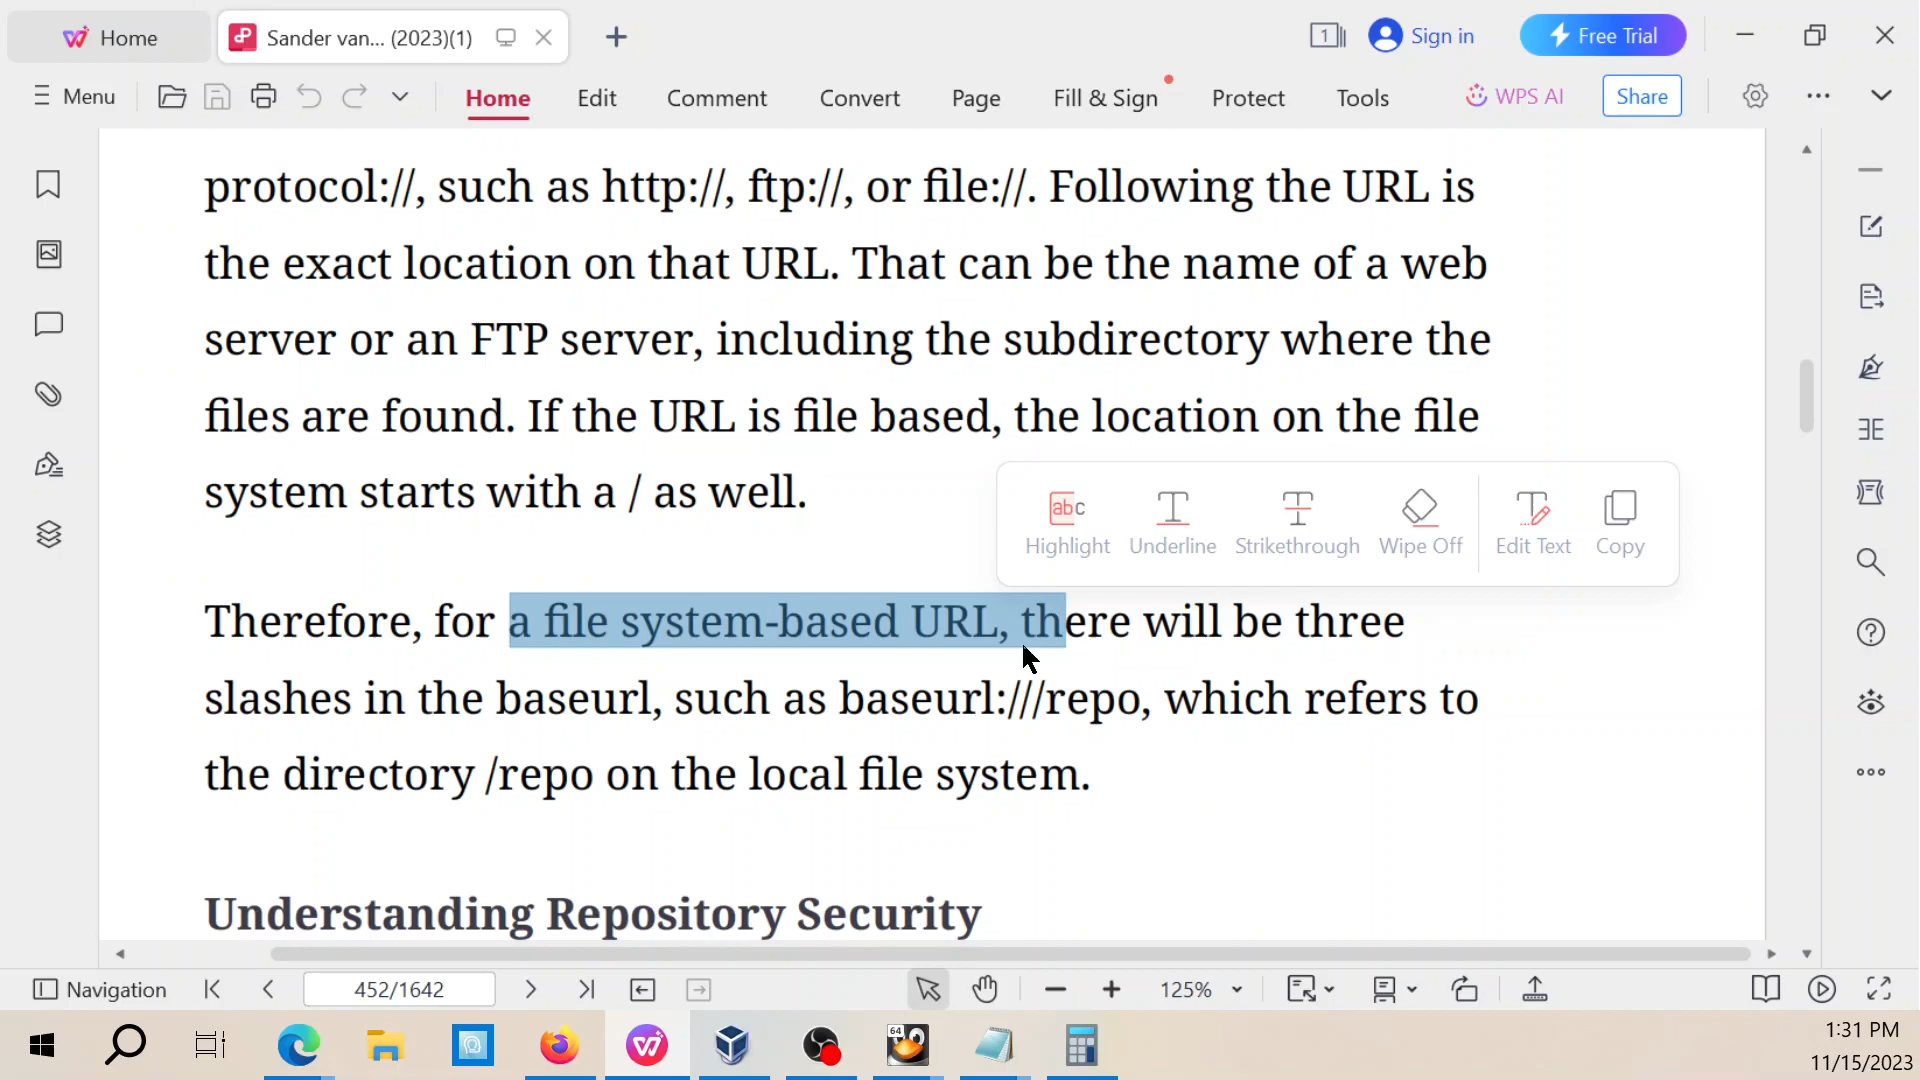 Home
Sander van... (2023)(1)
1
Sign in
Free Trial
Menu
Home
Edit
Comment
Convert
Page
Fill & Sign
Protect
Tools
WPS AI
Share
protocol://, such as http://, ftp://, or file://. Following the URL is
the exact location on that URL. That can be the name of a web
server or an FTP server, including the subdirectory where the
files are found. If the URL is file based, the location on the file
system starts with a / as well.
abc
Highlight
Underline
Strikethrough
Wipe Off
Edit Text
Copy
Therefore, for a file system-based URL, there will be three
slashes in the baseurl, such as baseurl:///repo, which refers to
the directory /repo on the local file system.
Understanding Repository Security
Navigation
452/1642
125%
64
1:31 PM
11/15/2023